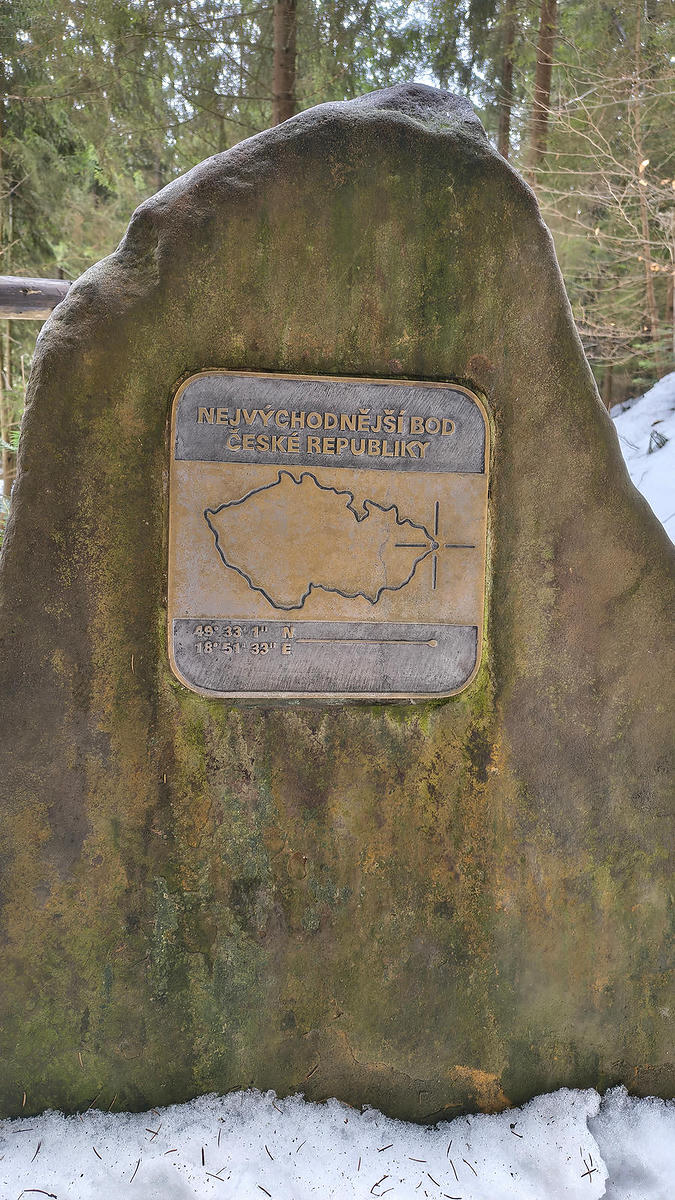 NEJVÝCHODNĚJŠÍ BOD
ČESKÉ REPUBLIKY
49° 33' 1" N
18° 51' 33" E